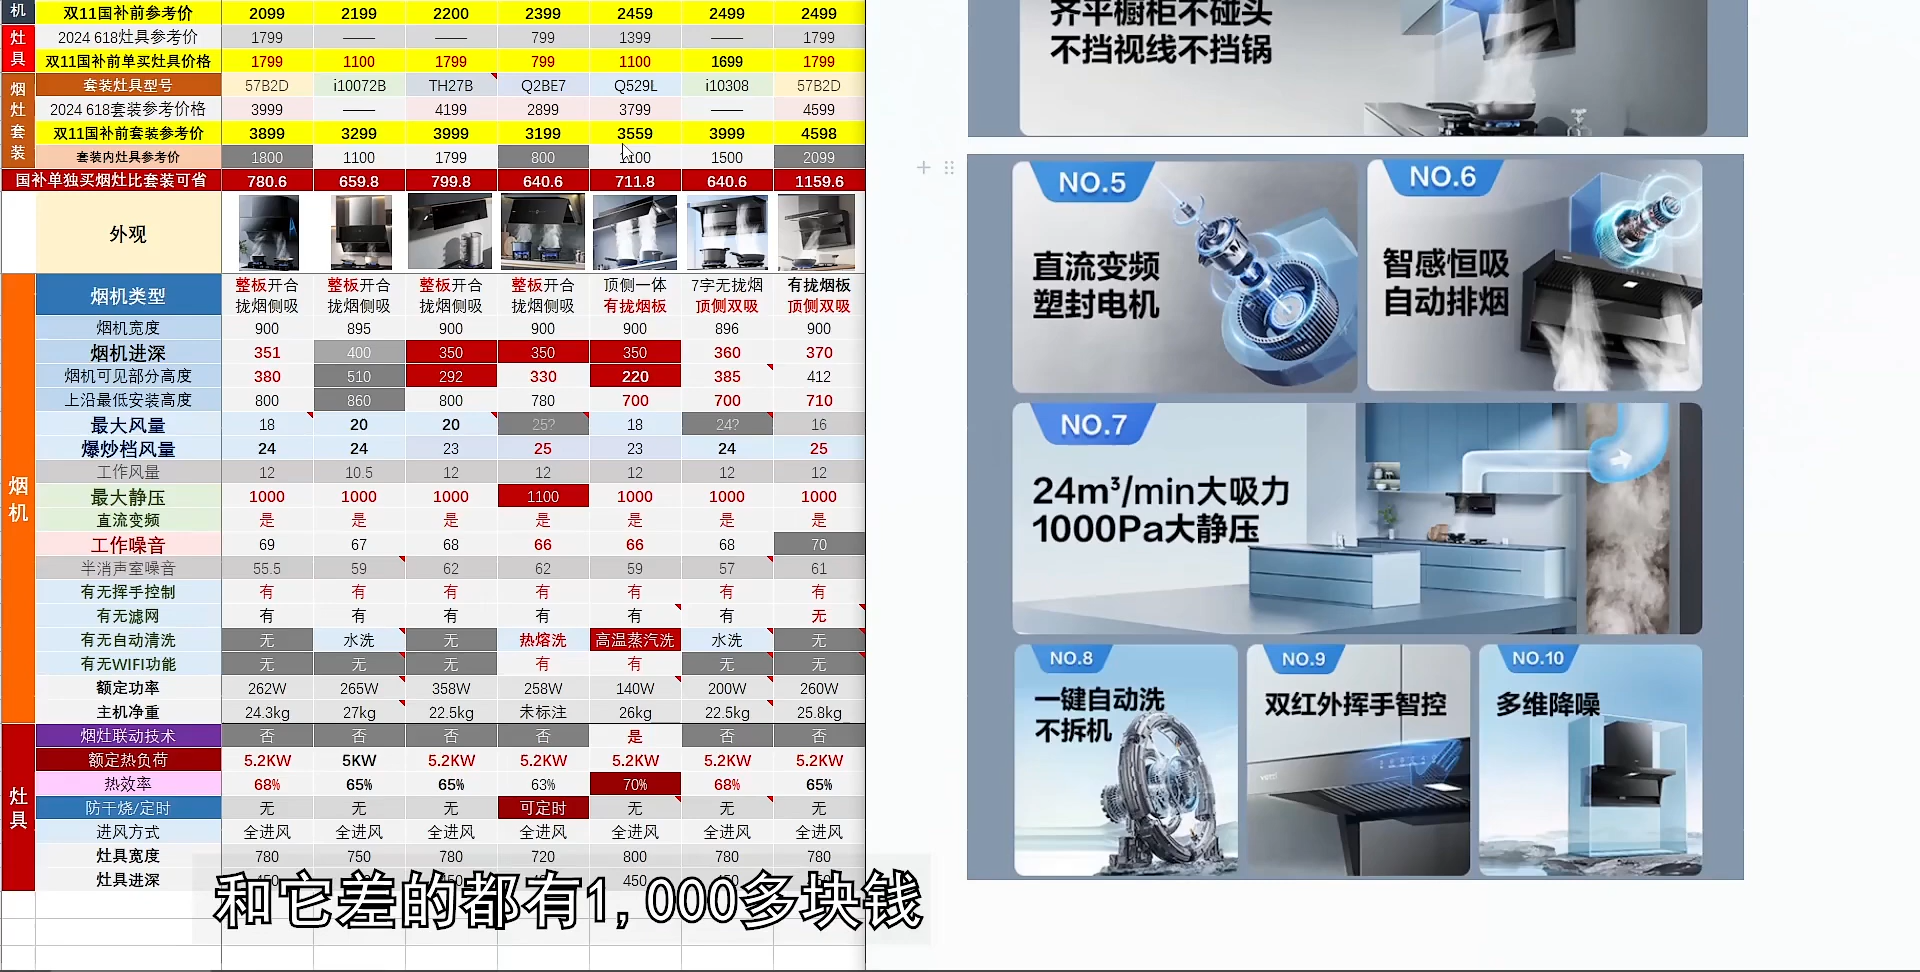 机 双11国补前参考价 2099 2199 2200 2399 2459 2499 2499
灶具 2024 618灶具参考价 1799 —— —— 799 1399 —— 1799
双11国补前单买灶具价格 1799 1100 1799 799 1100 1699 1799
烟灶套装 套装灶具型号 57B2D i10072B TH27B Q2BE7 Q529L i10308 57B2D
2024 618套装参考价格 3999 —— 4199 2899 3799 —— 4599
双11国补前套装参考价 3899 3299 3999 3199 3559 3999 4598
套装内灶具参考价 1800 1100 1799 800 1100 1500 2099
国补单独买烟灶比套装可省 780.6 659.8 799.8 640.6 711.8 640.6 1159.6
外观
烟机 烟机类型 整板开合拢烟侧吸 整板开合拢烟侧吸 整板开合拢烟侧吸 整板开合拢烟侧吸 顶侧一体有拢烟板 7字无拢烟顶侧双吸 有拢烟板顶侧双吸
烟机宽度 900 895 900 900 900 896 900
烟机进深 351 400 350 350 350 360 370
烟机可见部分高度 380 510 292 330 220 385 412
上沿最低安装高度 800 860 800 780 700 700 710
最大风量 18 20 20 25? 18 24? 16
爆炒档风量 24 24 23 25 23 24 25
工作风量 12 10.5 12 12 12 12 12
最大静压 1000 1000 1000 1100 1000 1000 1000
直流变频 是 是 是 是 是 是 是
工作噪音 69 67 68 66 66 68 70
半消声室噪音 55.5 59 62 62 59 57 61
有无挥手控制 有 有 有 有 有 有 有
有无滤网 有 有 有 有 有 有 无
有无自动清洗 无 水洗 无 热熔洗 高温蒸汽洗 水洗 无
有无WIFI功能 无 无 无 有 有 无 无
额定功率 262W 265W 358W 258W 140W 200W 260W
主机净重 24.3kg 27kg 22.5kg 未标注 26kg 22.5kg 25.8kg
灶具 烟灶联动技术 否 否 否 否 是 否 否
额定热负荷 5.2KW 5KW 5.2KW 5.2KW 5.2KW 5.2KW 5.2KW
热效率 68% 65% 65% 63% 70% 68% 65%
防干烧/定时 无 无 无 可定时 无 无 无
进风方式 全进风 全进风 全进风 全进风 全进风 全进风 全进风
灶具宽度 780 750 780 720 800 780 780
灶具进深 450
和它差的都有1,000多块钱
齐平橱柜不碰头
不挡视线不挡锅
NO.5
直流变频
塑封电机
NO.6
智感恒吸
自动排烟
NO.7
24m³/min大吸力
1000Pa大静压
NO.8
一键自动洗
不拆机
NO.9
双红外挥手智控
NO.10
多维降噪